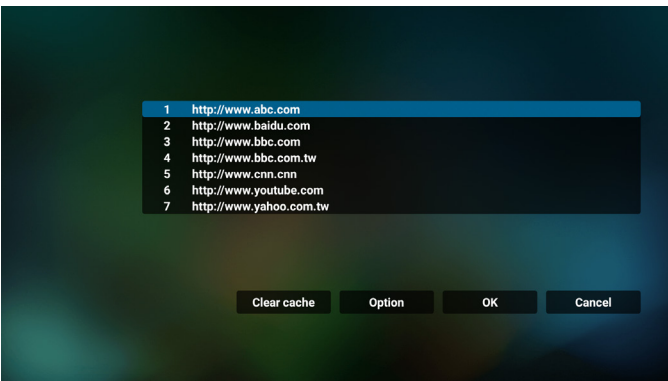 1 http://www.abc.com
2 http://www.baidu.com
3 http://www.bbc.com
4 http://www.bbc.com.tw
5 http://www.cnn.cnn
6 http://www.youtube.com
7 http://www.yahoo.com.tw
Clear cache Option OK Cancel